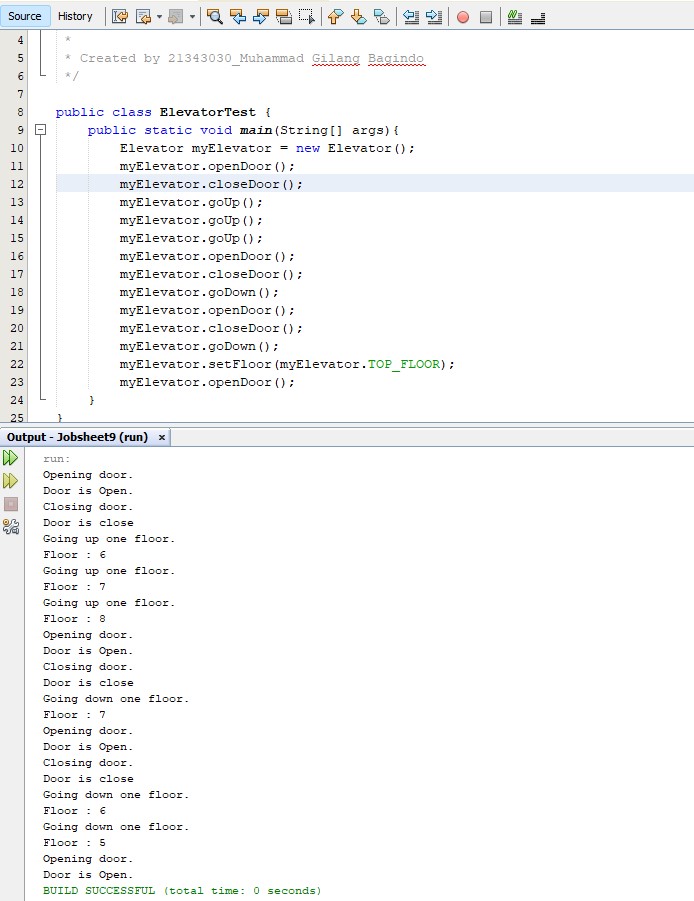 Source History
4 *
5 * Created by 21343030_Muhammad Gilang Bagindo
6 */
7
8 public class ElevatorTest {
9 public static void main(String[] args){
10 Elevator myElevator = new Elevator();
11 myElevator.openDoor();
12 myElevator.closeDoor();
13 myElevator.goUp();
14 myElevator.goUp();
15 myElevator.goUp();
16 myElevator.openDoor();
17 myElevator.closeDoor();
18 myElevator.goDown();
19 myElevator.openDoor();
20 myElevator.closeDoor();
21 myElevator.goDown();
22 myElevator.setFloor(myElevator.TOP_FLOOR);
23 myElevator.openDoor();
24 }
25 }
Output - Jobsheet9 (run) ×
run:
Opening door.
Door is Open.
Closing door.
Door is close
Going up one floor.
Floor : 6
Going up one floor.
Floor : 7
Going up one floor.
Floor : 8
Opening door.
Door is Open.
Closing door.
Door is close
Going down one floor.
Floor : 7
Opening door.
Door is Open.
Closing door.
Door is close
Going down one floor.
Floor : 6
Going down one floor.
Floor : 5
Opening door.
Door is Open.
BUILD SUCCESSFUL (total time: 0 seconds)